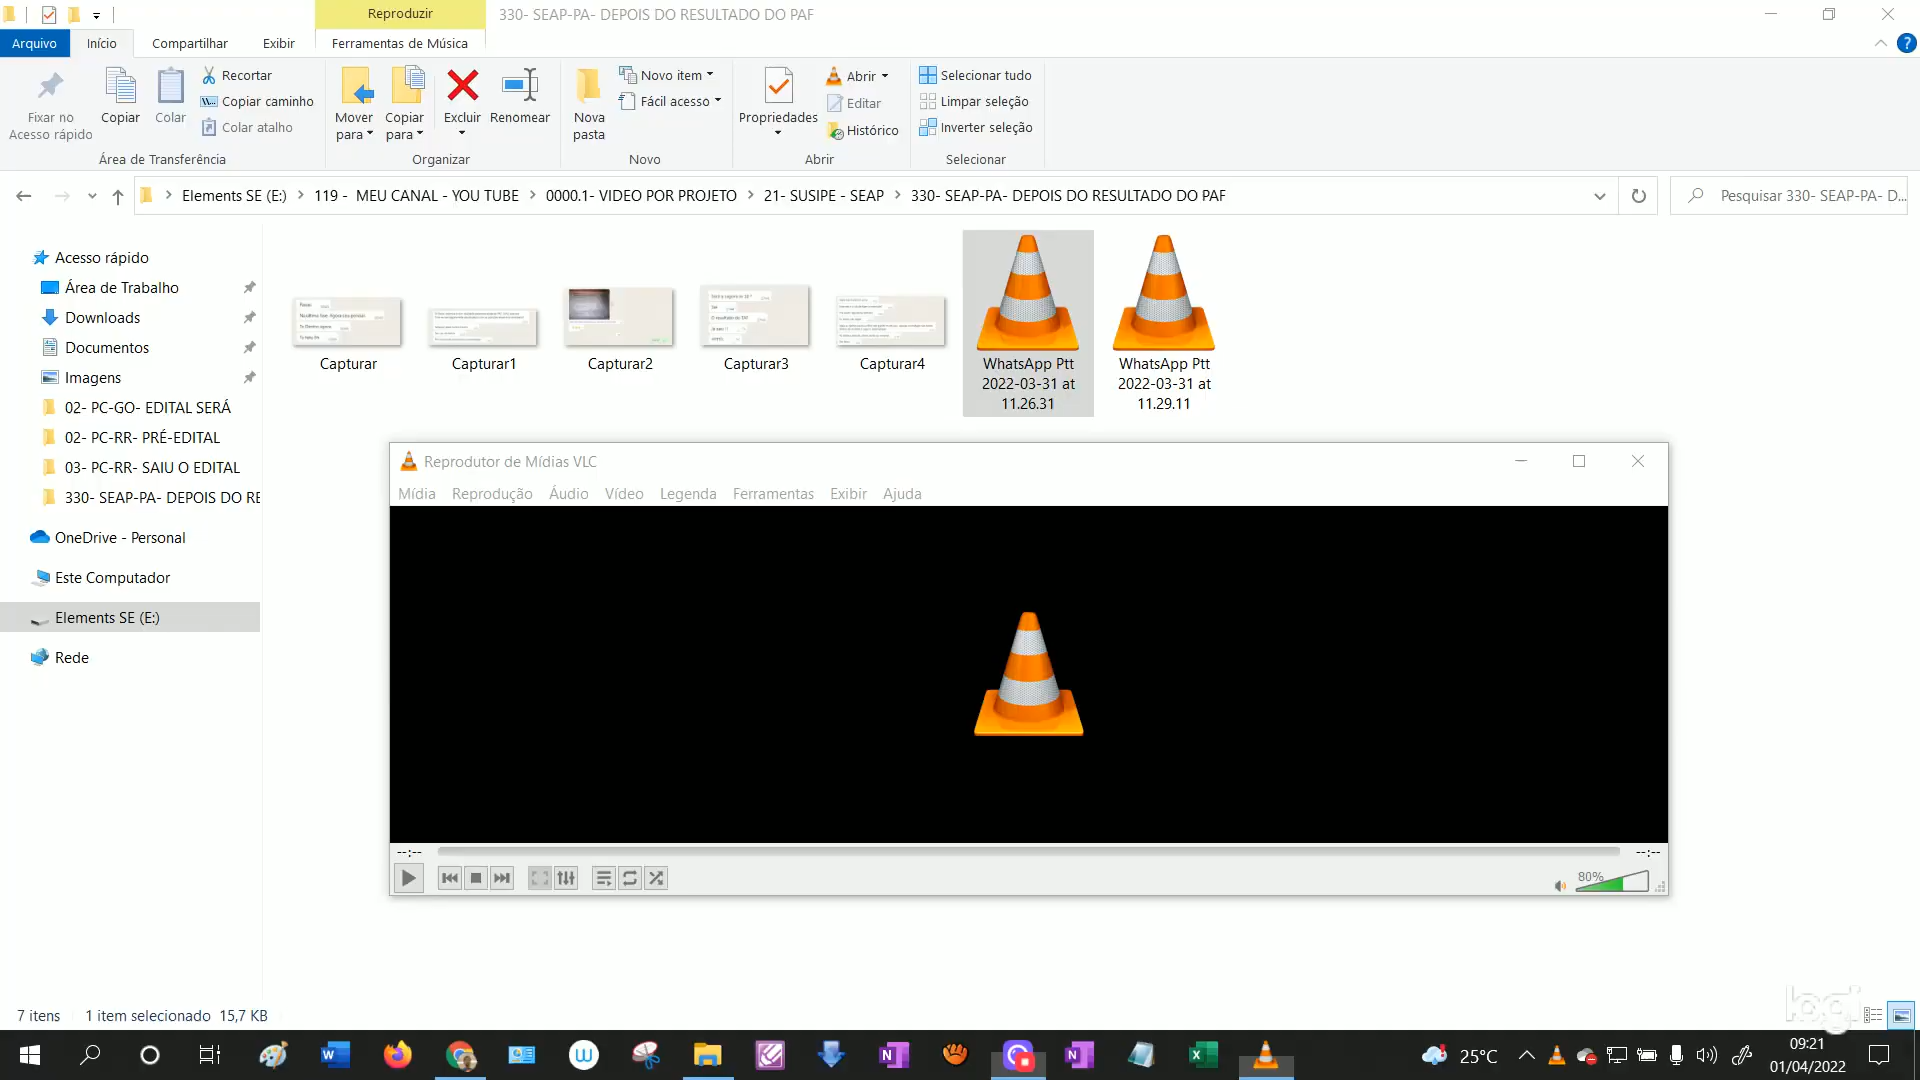 Reproduzir
330- SEAP-PA- DEPOIS DO RESULTADO DO PAF
Arquivo
Início
Compartilhar
Exibir
Ferramentas de Música
Fixar no
Acesso rápido
Copiar
Colar
Recortar
Copiar caminho
Colar atalho
Área de Transferência
Mover
para
Copiar
para
Excluir
Renomear
Organizar
Nova
pasta
Novo item
Fácil acesso
Novo
Propriedades
Abrir
Editar
Histórico
Abrir
Selecionar tudo
Limpar seleção
Inverter seleção
Selecionar
Elements SE (E:)
119 - MEU CANAL - YOU TUBE
0000.1- VIDEO POR PROJETO
21- SUSIPE - SEAP
330- SEAP-PA- DEPOIS DO RESULTADO DO PAF
Pesquisar 330- SEAP-PA- D...
Acesso rápido
Área de Trabalho
Downloads
Documentos
Imagens
02- PC-GO- EDITAL SERÁ
02- PC-RR- PRÉ-EDITAL
03- PC-RR- SAIU O EDITAL
330- SEAP-PA- DEPOIS DO RE
OneDrive - Personal
Este Computador
Elements SE (E:)
Rede
Capturar
Capturar1
Capturar2
Capturar3
Capturar4
WhatsApp Ptt
2022-03-31 at
11.26.31
WhatsApp Ptt
2022-03-31 at
11.29.11
Reprodutor de Mídias VLC
Mídia
Reprodução
Áudio
Vídeo
Legenda
Ferramentas
Exibir
Ajuda
--:--
--:--
80%
7 itens
1 item selecionado 15,7 KB
logi
25°C
09:21
01/04/2022